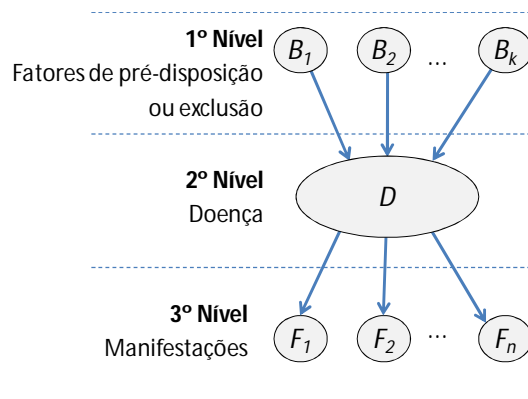 1º Nível
Fatores de pré-disposição
ou exclusão
B1 B2 ... Bk
2º Nível
Doença
D
3º Nível
Manifestações
F1 F2 ... Fn